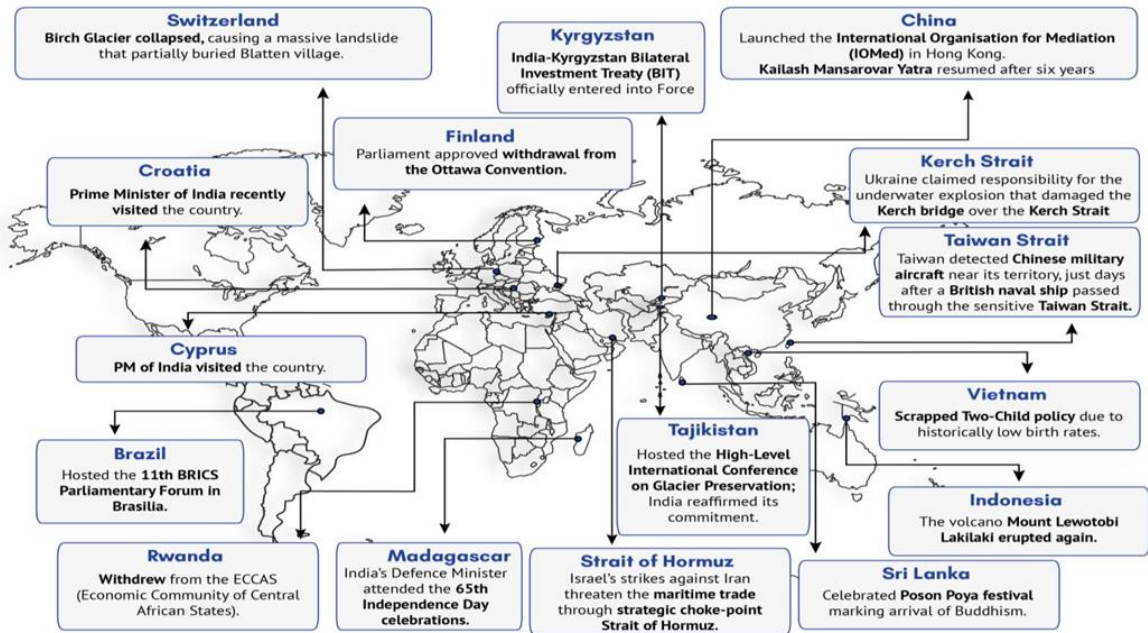 Switzerland
Birch Glacier collapsed, causing a massive landslide
that partially buried Blatten village.
Kyrgyzstan
India-Kyrgyzstan Bilateral
Investment Treaty (BIT)
officially entered into Force
China
Launched the International Organisation for Mediation
(IOMed) in Hong Kong.
Kailash Mansarovar Yatra resumed after six years
Finland
Parliament approved withdrawal from
the Ottawa Convention.
Croatia
Prime Minister of India recently
visited the country.
Kerch Strait
Ukraine claimed responsibility for the
underwater explosion that damaged the
Kerch bridge over the Kerch Strait
Taiwan Strait
Taiwan detected Chinese military
aircraft near its territory, just days
after a British naval ship passed
through the sensitive Taiwan Strait.
Cyprus
PM of India visited the country.
Vietnam
Scrapped Two-Child policy due to
historically low birth rates.
Brazil
Hosted the 11th BRICS
Parliamentary Forum in
Brasilia.
Tajikistan
Hosted the High-Level
International Conference
on Glacier Preservation;
India reaffirmed its
commitment.
Indonesia
The volcano Mount Lewotobi
Lakilaki erupted again.
Rwanda
Withdrew from the ECCAS
(Economic Community of Central
African States).
Madagascar
India's Defence Minister
attended the 65th
Independence Day
celebrations.
Strait of Hormuz
Israel's strikes against Iran
threaten the maritime trade
through strategic choke-point
Strait of Hormuz.
Sri Lanka
Celebrated Poson Poya festival
marking arrival of Buddhism.